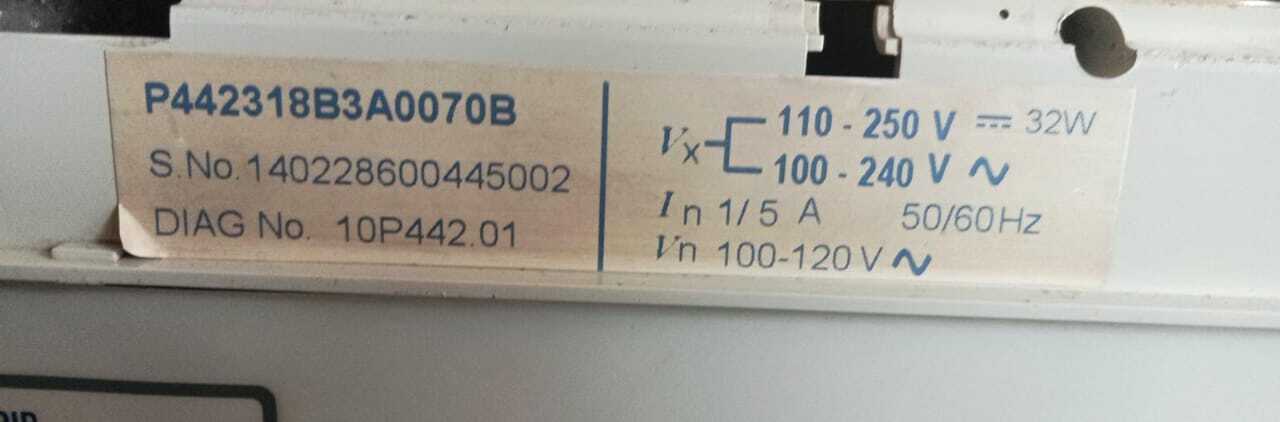 P442318B3A0070B
S.No.140228600445002
DIAG No. 10P442.01
Vx 110 - 250 V ⎓ 32W
100 - 240 V ∿
In 1/5 A 50/60Hz
Vn 100-120 V ∿